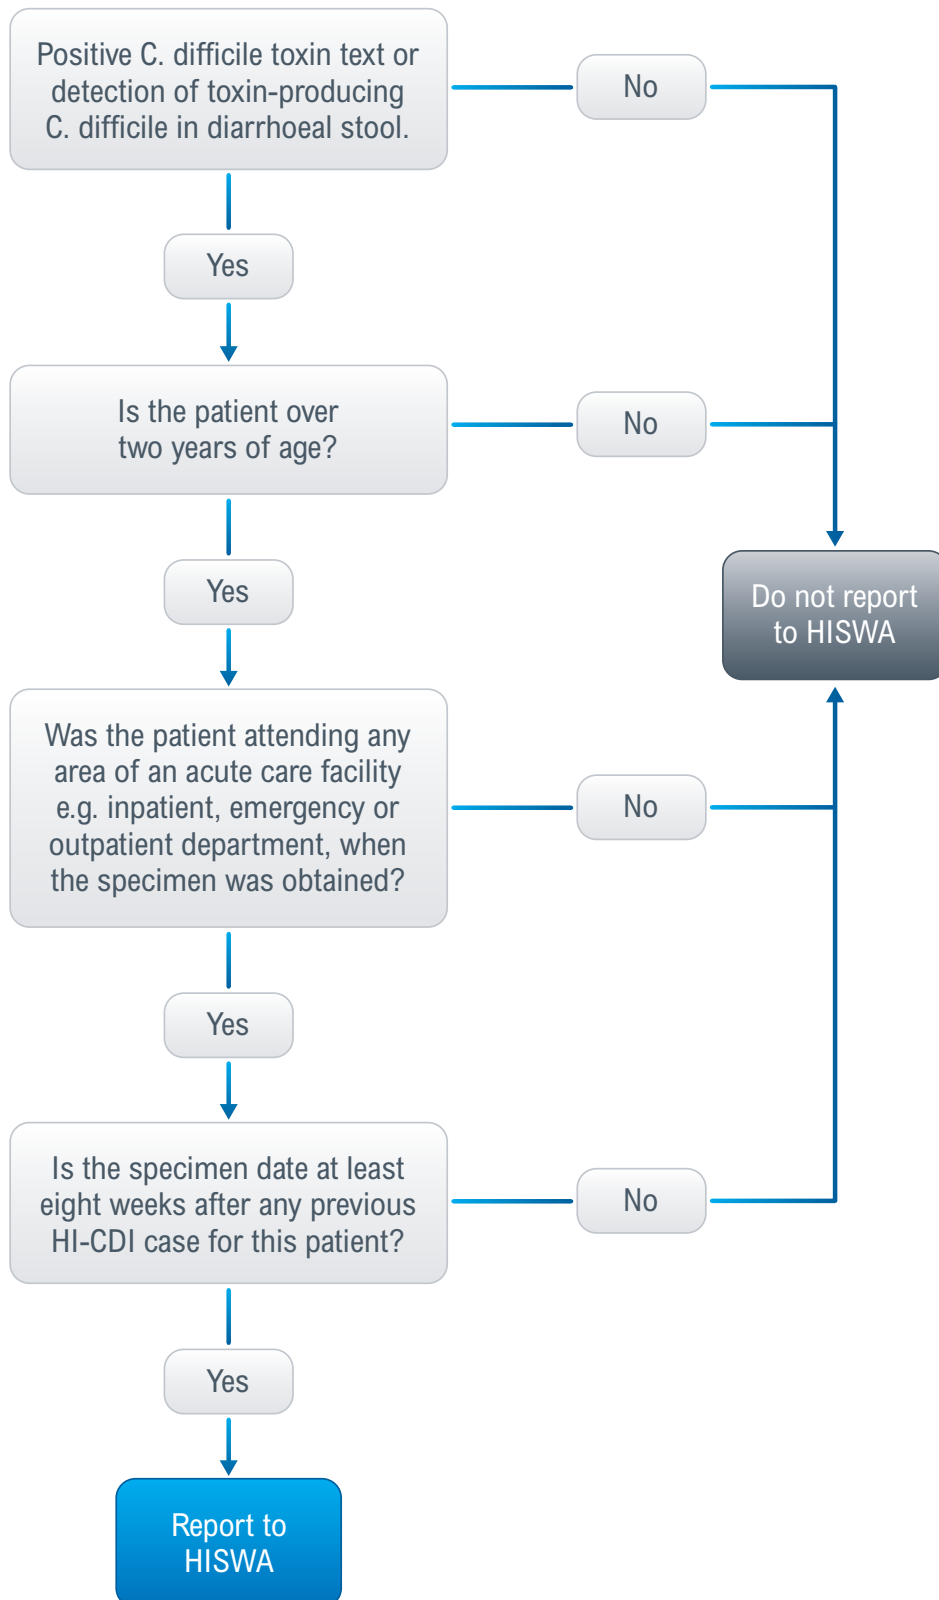 Positive C. difficile toxin text or
detection of toxin-producing
C. difficile in diarrhoeal stool.
No
Yes
Is the patient over
two years of age?
No
Yes
Do not report
to HISWA
Was the patient attending any
area of an acute care facility
e.g. inpatient, emergency or
outpatient department, when
the specimen was obtained?
No
Yes
Is the specimen date at least
eight weeks after any previous
HI-CDI case for this patient?
No
Yes
Report to
HISWA